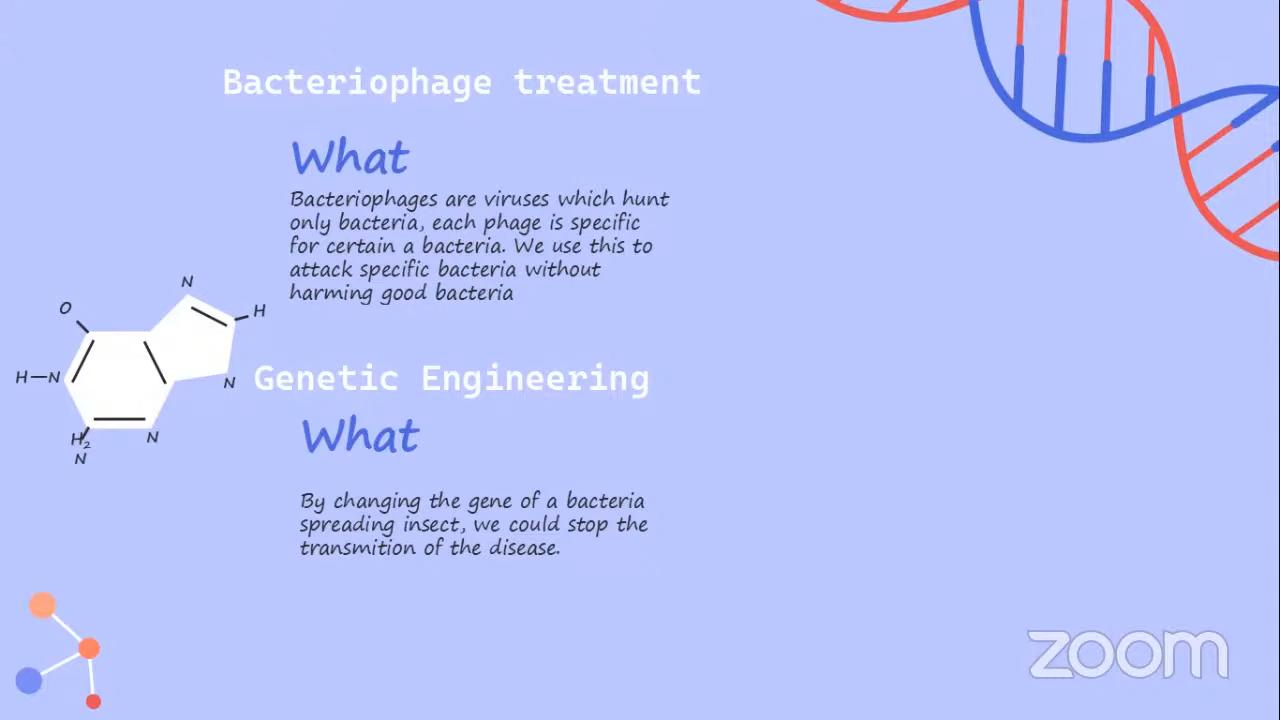 Bacteriophage treatment
What
Bacteriophages are viruses which hunt
only bacteria, each phage is specific
for certain a bacteria. We use this to
attack specific bacteria without
harming good bacteria
N
O
H
H N
N
H2
N
N
Genetic Engineering
What
By changing the gene of a bacteria
spreading insect, we could stop the
transmition of the disease.
zoom